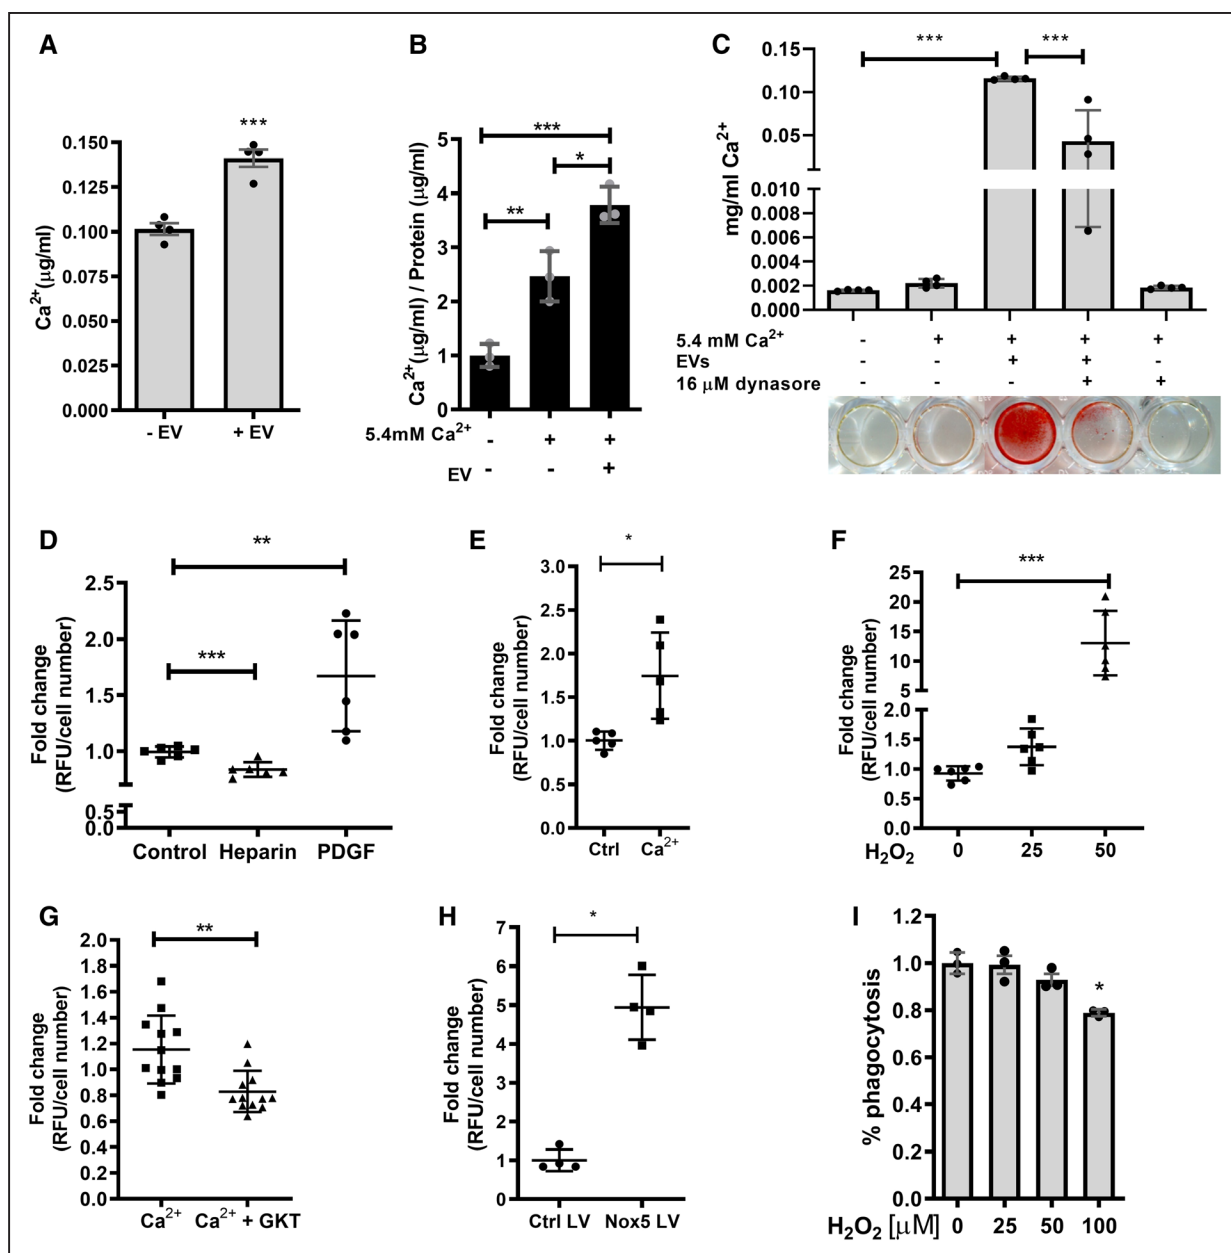 A
Ca2+(μg/ml)
0.150
0.125
0.100
0.075
0.050
0.025
0.000
***
- EV
+ EV
B
Ca2+(μg/ml) / Protein (μg/ml)
5
4
3
2
1
0
***
*
**
5.4mM Ca2+ - + +
EV - - +
C
mg/ml Ca2+
0.15
0.10
0.05
0.010
0.008
0.006
0.004
0.002
0.000
*** ***
5.4 mM Ca2+ - + + + +
EVs - - + + -
16 μM dynasore - - - + +
D
Fold change
(RFU/cell number)
2.5
2.0
1.5
1.0
0.5
0.0
**
***
Control Heparin PDGF
E
Fold change
(RFU/cell number)
3.0
2.5
2.0
1.5
1.0
0.5
0.0
*
Ctrl Ca2+
F
Fold change
(RFU/cell number)
25
20
15
10
5
2.0
1.5
1.0
0.5
0
***
H2O2 0 25 50
G
Fold change
(RFU/cell number)
2.0
1.8
1.6
1.4
1.2
1.0
0.8
0.6
0.4
0.2
0.0
**
Ca2+ Ca2+ + GKT
H
Fold change
(RFU/cell number)
7
6
5
4
3
2
1
0
*
Ctrl LV Nox5 LV
I
% phagocytosis
1.2
1.0
0.8
0.6
0.4
0.2
0.0
*
H2O2 [μM] 0 25 50 100